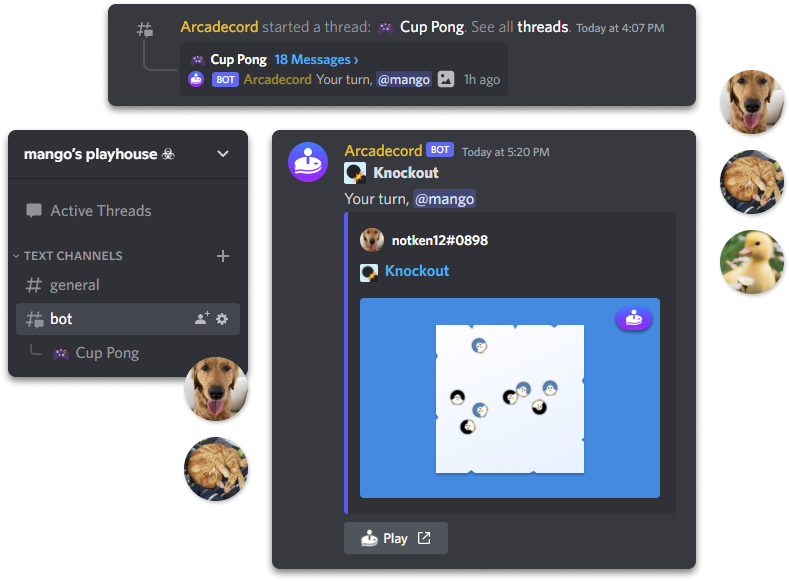 Arcadecord started a thread: Cup Pong. See all threads. Today at 4:07 PM
Cup Pong 18 Messages ›
BOT Arcadecord Your turn, @mango 1h ago
mango's playhouse ☣
Active Threads
TEXT CHANNELS
general
bot
Cup Pong
Arcadecord BOT Today at 5:20 PM
Knockout
Your turn, @mango
notken12#0898
Knockout
Play